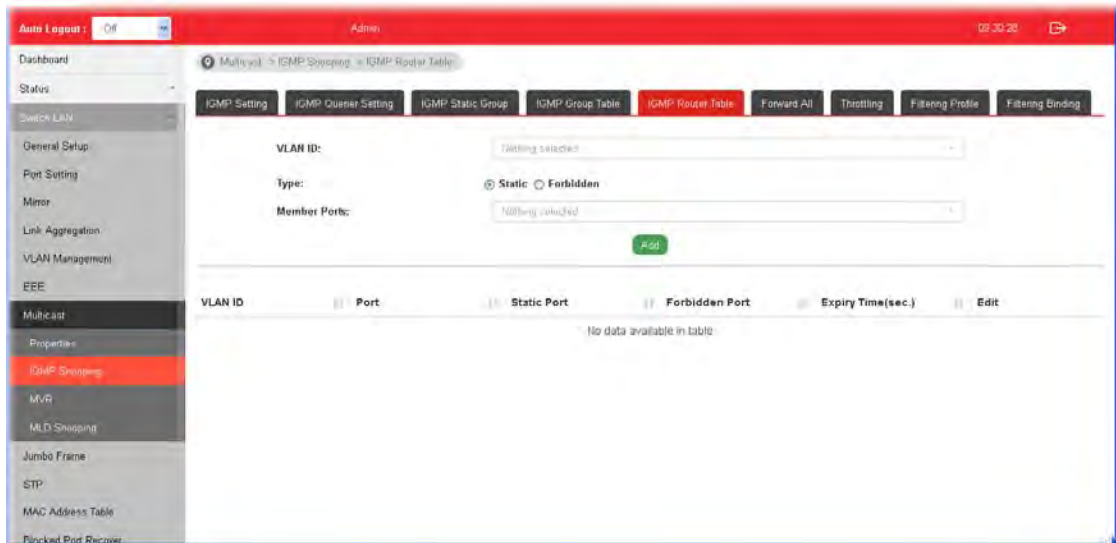 Auto Logout : Off
Admin
Dashboard
Status
Switch LAN
General Setup
Port Setting
Mirror
Link Aggregation
VLAN Management
EEE
Multicast
Properties
IGMP Snooping
MVR
MLD Snooping
Jumbo Frame
STP
MAC Address Table
Blocked Port Recover
Multicast > IGMP Snooping > IGMP Router Table
IGMP Setting
IGMP Querier Setting
IGMP Static Group
IGMP Group Table
IGMP Router Table
Forward All
Throttling
Filtering Profile
Filtering Binding
VLAN ID: Nothing selected
Type: Static Forbidden
Member Ports: Nothing selected
Add
VLAN ID Port Static Port Forbidden Port Expiry Time(sec.) Edit
No data available in table